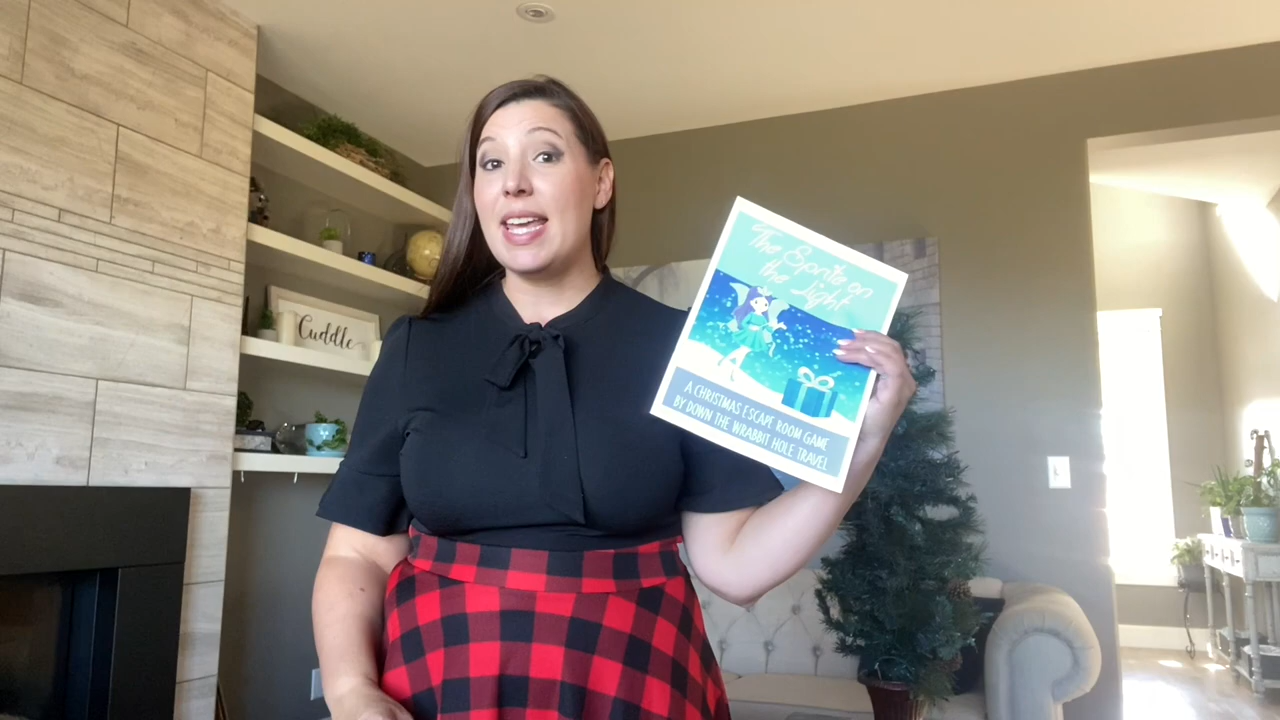 Cuddle
The Sprite on
the Light
A CHRISTMAS ESCAPE ROOM GAME
BY DOWN THE WRABBIT HOLE TRAVEL